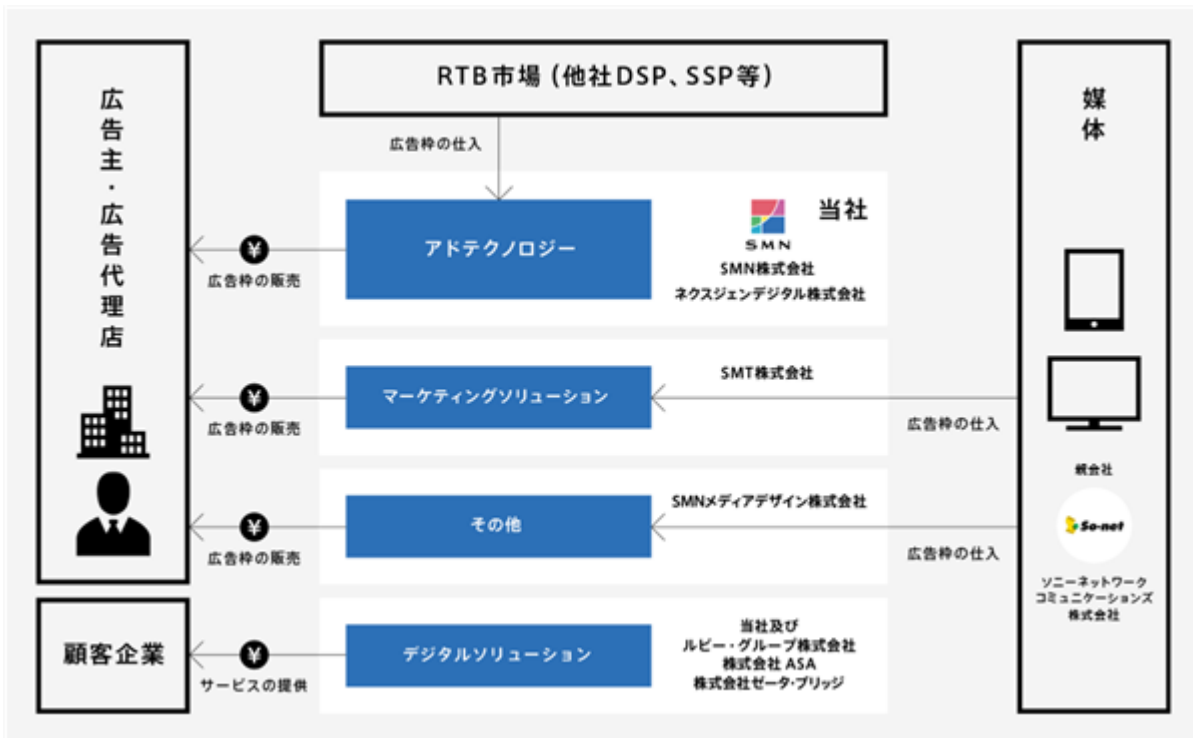 RTB市場 (他社DSP、SSP等)
広告主・広告代理店
媒体
広告枠の仕入
アドテクノロジー
SMN
当社
SMN株式会社
ネクスジェンデジタル株式会社
¥
広告枠の販売
マーケティングソリューション
SMT株式会社
¥
広告枠の販売
広告枠の仕入
その他
SMNメディアデザイン株式会社
¥
広告枠の販売
広告枠の仕入
親会社
So-net
ソニーネットワーク
コミュニケーションズ
株式会社
顧客企業
¥
サービスの提供
デジタルソリューション
当社及び
ルビー・グループ株式会社
株式会社 ASA
株式会社ゼータ・ブリッジ